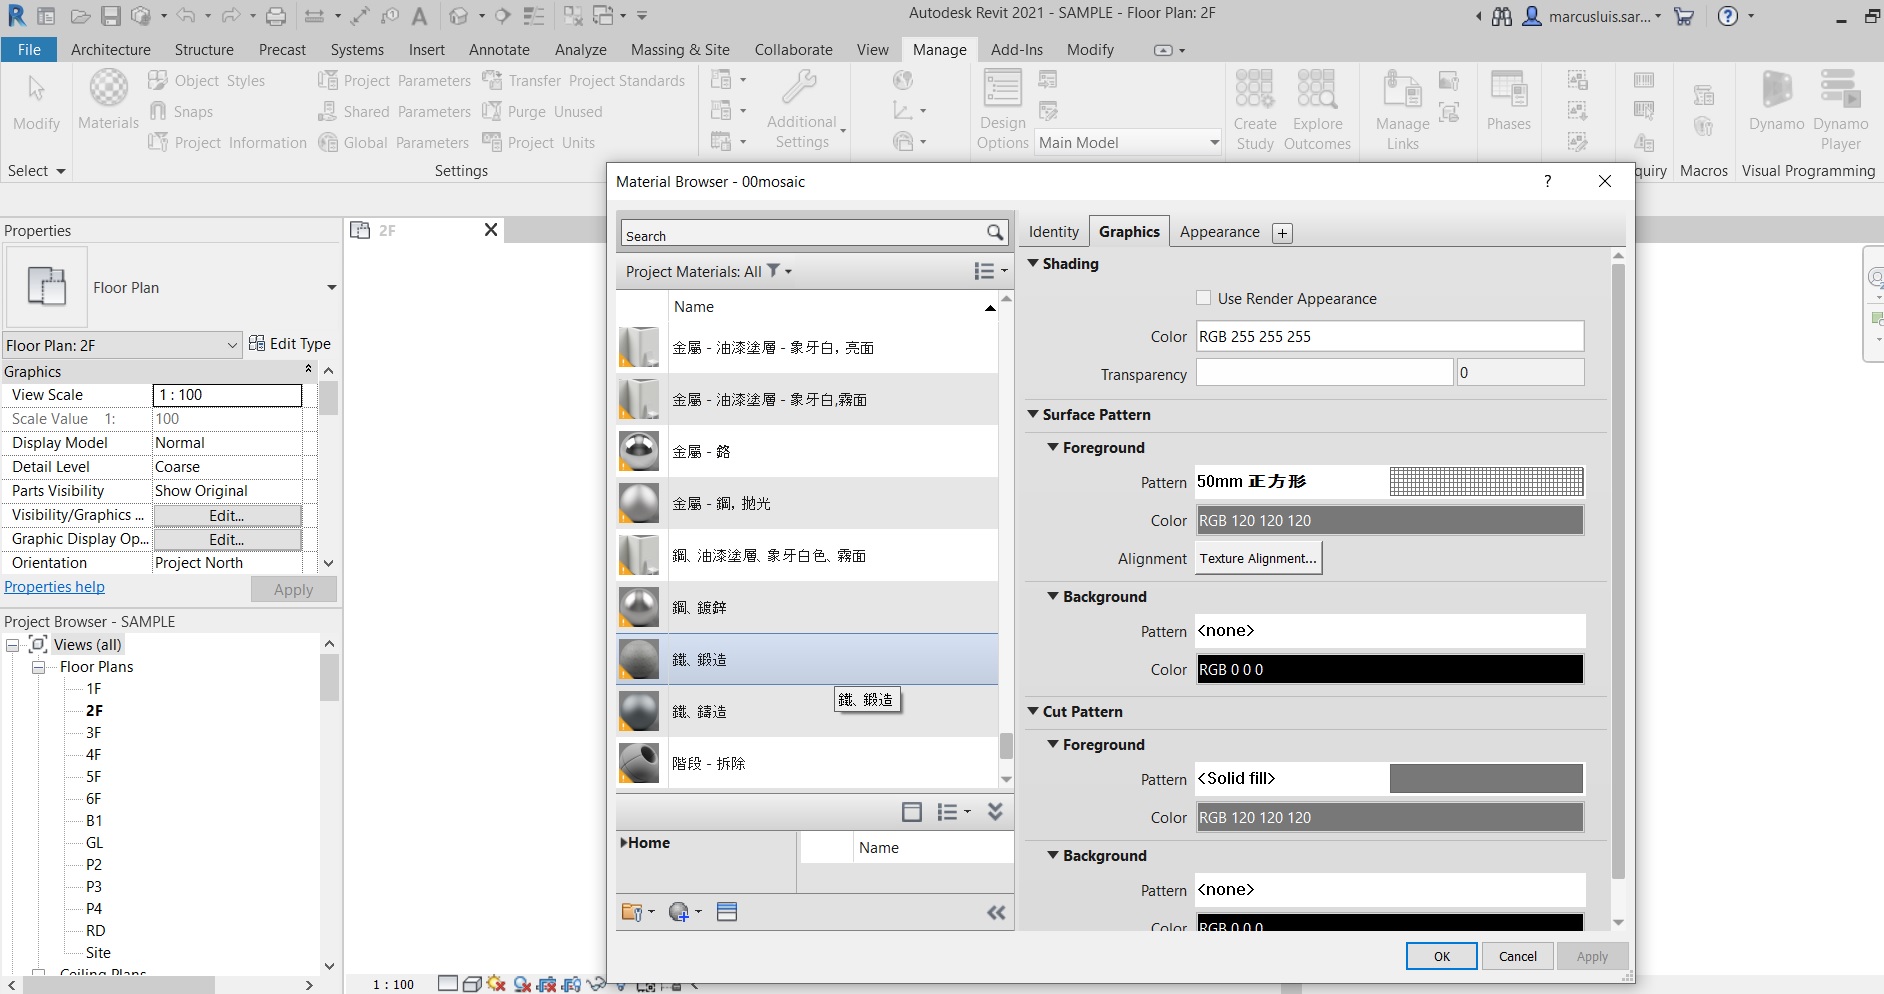 Autodesk Revit 2021 - SAMPLE - Floor Plan: 2F
marcusluis.sar...
File Architecture Structure Precast Systems Insert Annotate Analyze Massing & Site Collaborate View Manage Add-Ins Modify
Modify
Select
Materials
Object Styles
Snaps
Project Information
Project Parameters
Shared Parameters
Global Parameters
Transfer Project Standards
Purge Unused
Project Units
Settings
Additional Settings
Design Options
Main Model
Create Study
Explore Outcomes
Manage Links
Phases
quiry
Macros
Dynamo
Dynamo Player
Visual Programming
Properties
Floor Plan
Floor Plan: 2F
Edit Type
Graphics
View Scale 1 : 100
Scale Value 1: 100
Display Model Normal
Detail Level Coarse
Parts Visibility Show Original
Visibility/Graphics ... Edit...
Graphic Display Op... Edit...
Orientation Project North
Properties help
Apply
Project Browser - SAMPLE
Views (all)
Floor Plans
1F
2F
3F
4F
5F
6F
B1
GL
P2
P3
P4
RD
Site
Ceiling Plans
2F
1 : 100
Material Browser - 00mosaic
?
Search
Project Materials: All
Name
金屬 - 油漆塗層 - 象牙白, 亮面
金屬 - 油漆塗層 - 象牙白,霧面
金屬 - 鉻
金屬 - 鋼, 拋光
鋼、油漆塗層、象牙白色、霧面
鋼、鍍鋅
鐵、鍛造
鐵、鍛造
鐵、鑄造
階段 - 拆除
Home
Name
Identity Graphics Appearance
Shading
Use Render Appearance
Color RGB 255 255 255
Transparency 0
Surface Pattern
Foreground
Pattern 50mm 正方形
Color RGB 120 120 120
Alignment Texture Alignment...
Background
Pattern <none>
Color RGB 0 0 0
Cut Pattern
Foreground
Pattern <Solid fill>
Color RGB 120 120 120
Background
Pattern <none>
Color RGB 0 0 0
OK Cancel Apply